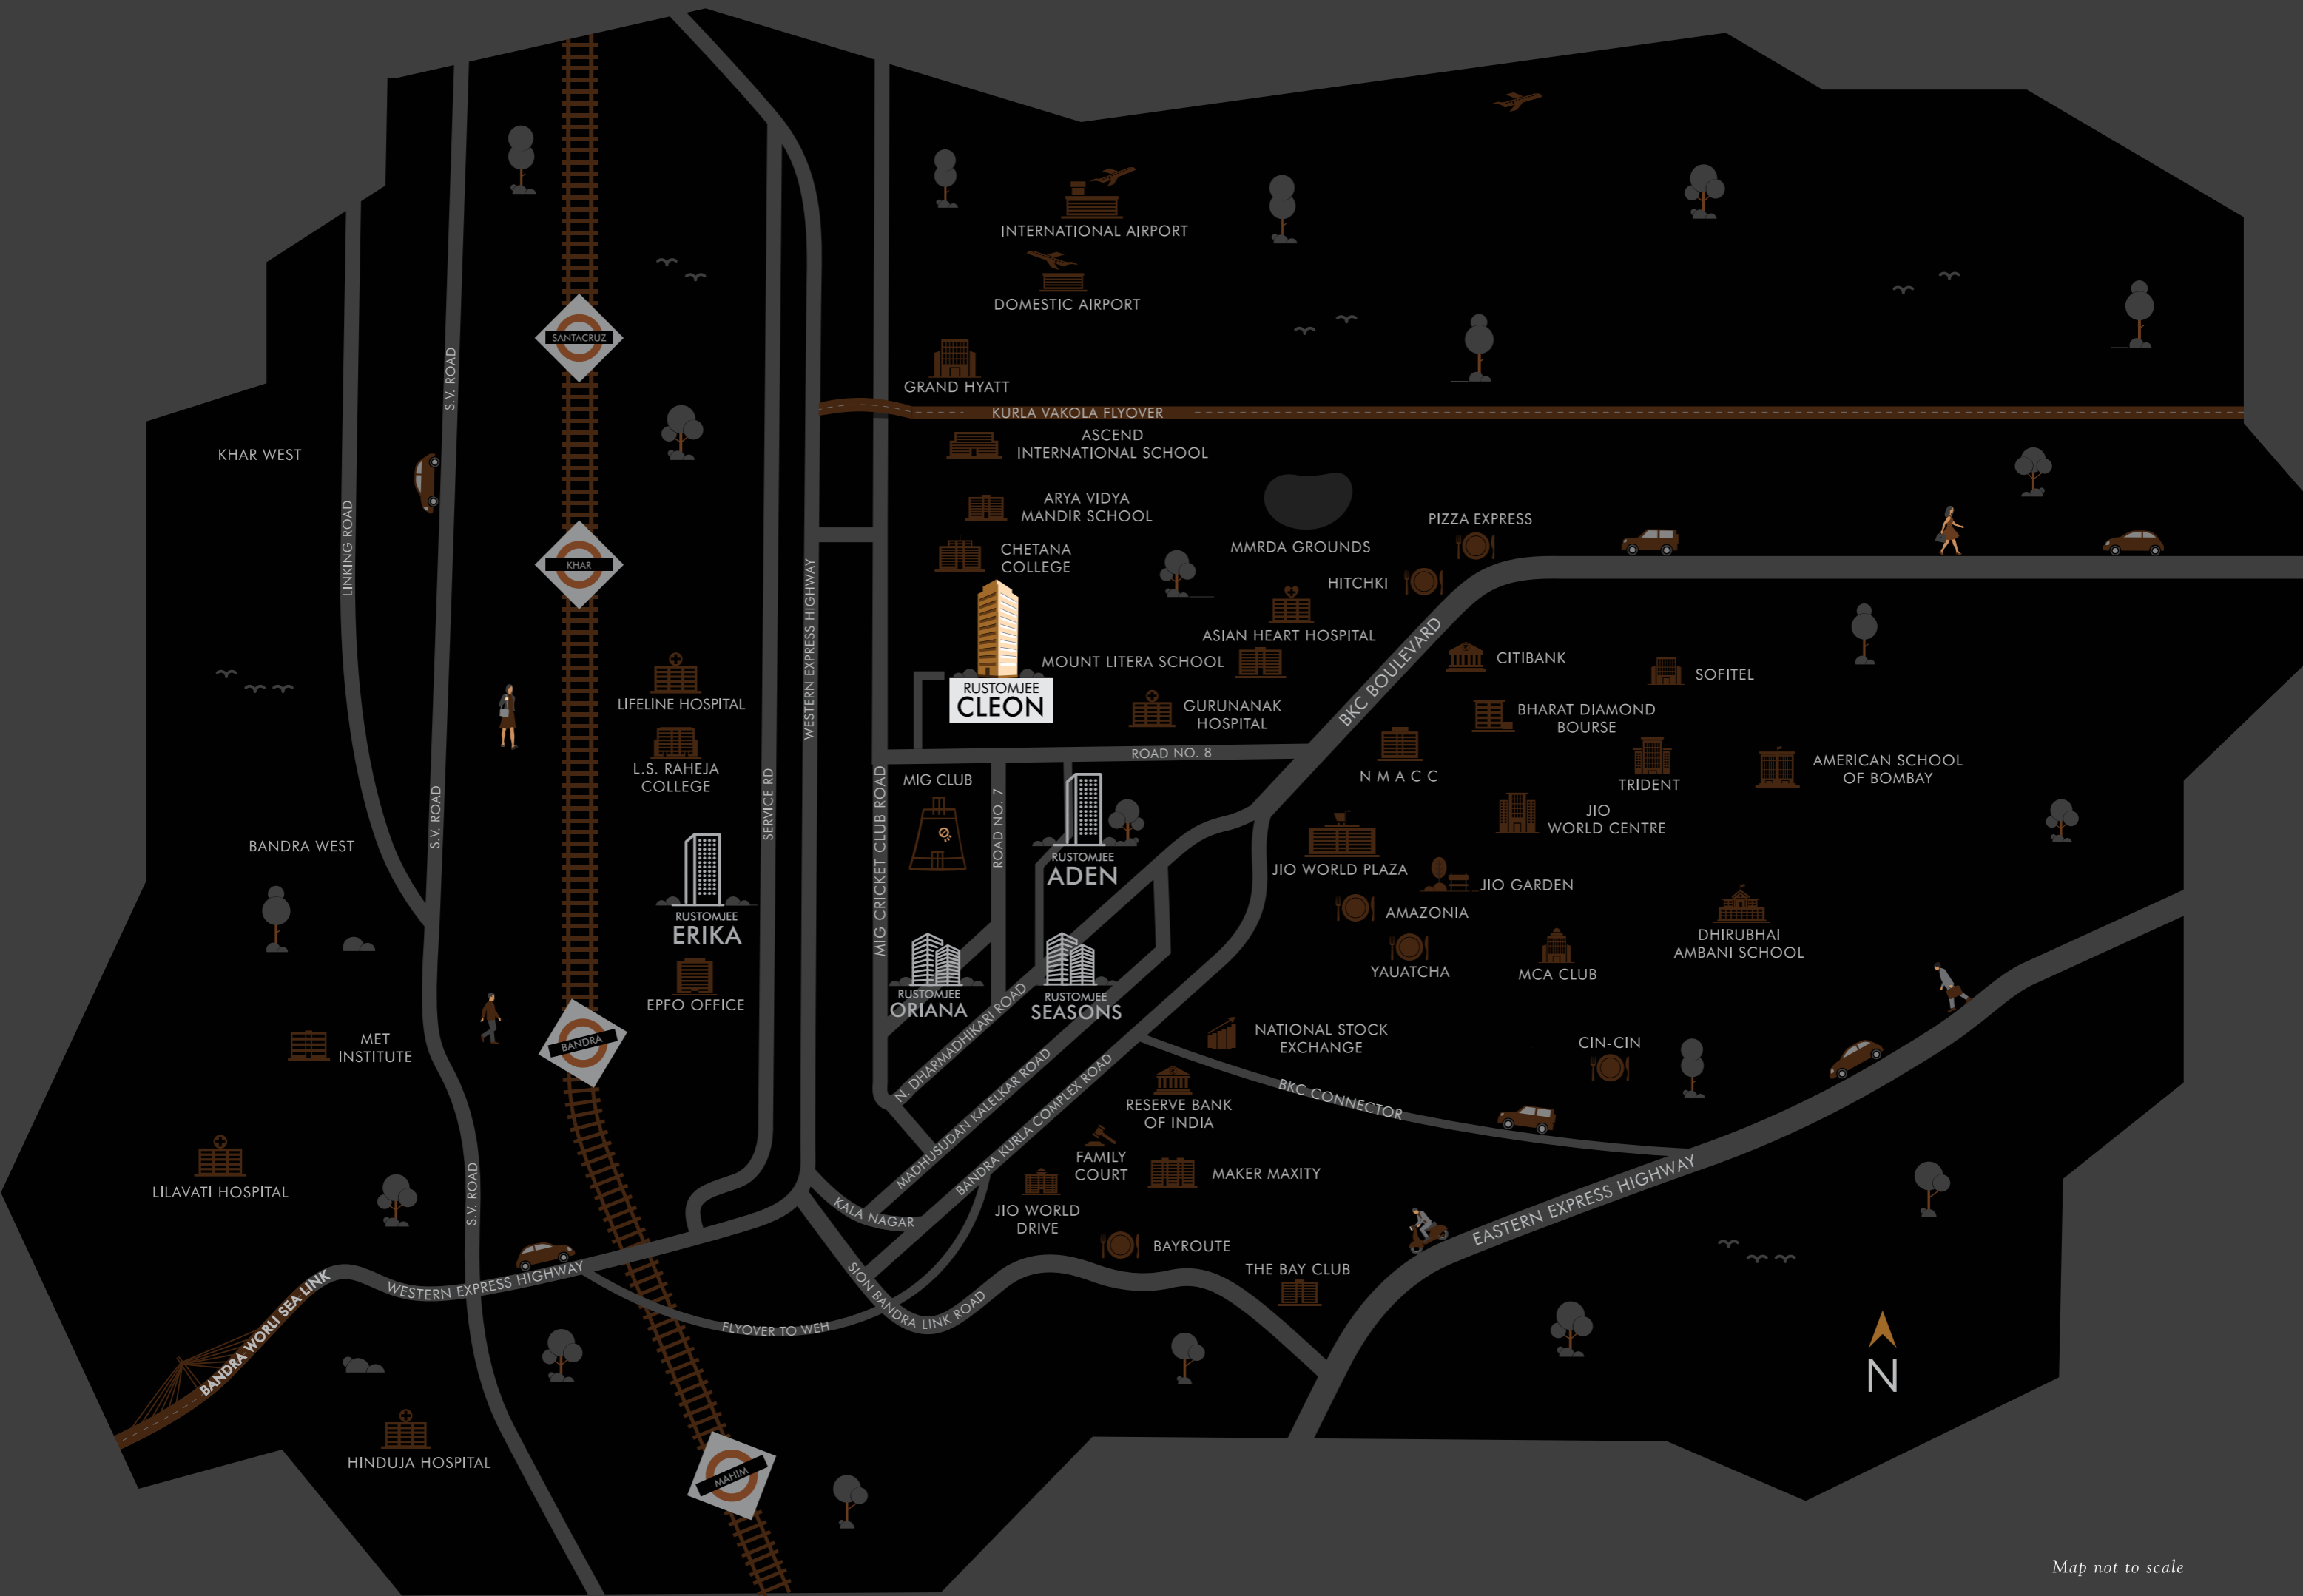 INTERNATIONAL AIRPORT
DOMESTIC AIRPORT
SANTACRUZ
S.V. ROAD
GRAND HYATT
KURLA VAKOLA FLYOVER
ASCEND
INTERNATIONAL SCHOOL
KHAR WEST
ARYA VIDYA
MANDIR SCHOOL
PIZZA EXPRESS
LINKING ROAD
KHAR
CHETANA
COLLEGE
MMRDA GROUNDS
HITCHKI
WESTERN EXPRESS HIGHWAY
ASIAN HEART HOSPITAL
MOUNT LITERA SCHOOL
BKC BOULEVARD
CITIBANK
SOFITEL
RUSTOMJEE
CLEON
LIFELINE HOSPITAL
GURUNANAK
HOSPITAL
BHARAT DIAMOND
BOURSE
ROAD NO. 8
L.S. RAHEJA
COLLEGE
MIG CLUB
N M A C C
TRIDENT
AMERICAN SCHOOL
OF BOMBAY
S.V. ROAD
SERVICE RD
MIG CRICKET CLUB ROAD
ROAD NO. 7
JIO
WORLD CENTRE
BANDRA WEST
RUSTOMJEE
ADEN
JIO WORLD PLAZA
JIO GARDEN
RUSTOMJEE
ERIKA
AMAZONIA
DHIRUBHAI
AMBANI SCHOOL
YAUATCHA
MCA CLUB
EPFO OFFICE
RUSTOMJEE
ORIANA
RUSTOMJEE
SEASONS
MET
INSTITUTE
BANDRA
N. DHARMADHIKARI ROAD
MADHUSUDAN KALELKAR ROAD
BANDRA KURLA COMPLEX ROAD
NATIONAL STOCK
EXCHANGE
CIN-CIN
BKC CONNECTOR
RESERVE BANK
OF INDIA
FAMILY
COURT
MAKER MAXITY
LILAVATI HOSPITAL
S.V. ROAD
KALA NAGAR
JIO WORLD
DRIVE
EASTERN EXPRESS HIGHWAY
BAYROUTE
THE BAY CLUB
WESTERN EXPRESS HIGHWAY
SION BANDRA LINK ROAD
FLYOVER TO WEH
BANDRA WORLI SEA LINK
N
HINDUJA HOSPITAL
MAHIM
Map not to scale